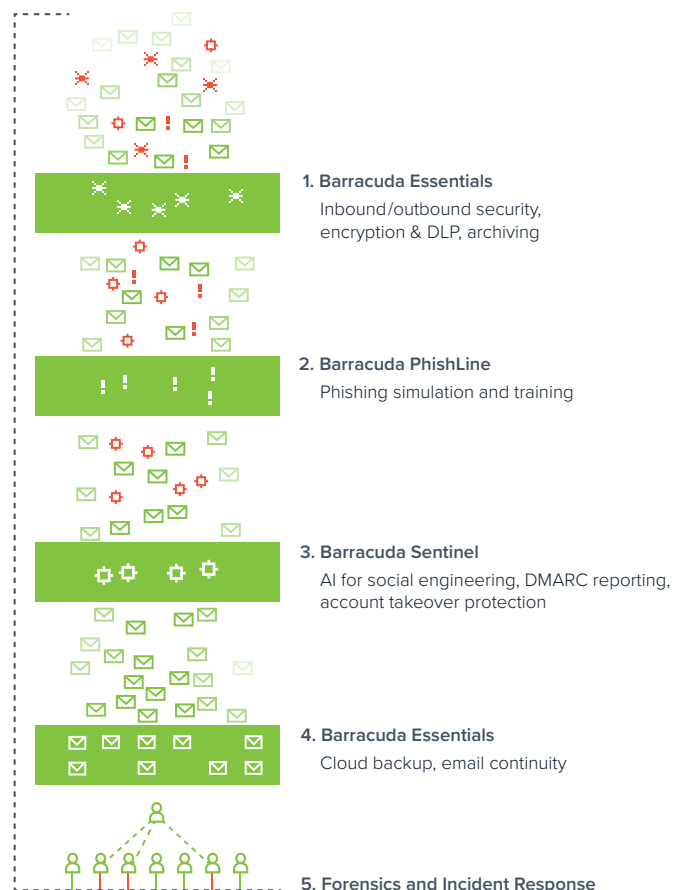 1. Barracuda Essentials
Inbound/outbound security,
encryption & DLP, archiving
2. Barracuda PhishLine
Phishing simulation and training
3. Barracuda Sentinel
AI for social engineering, DMARC reporting,
account takeover protection
4. Barracuda Essentials
Cloud backup, email continuity
5. Forensics and Incident Response